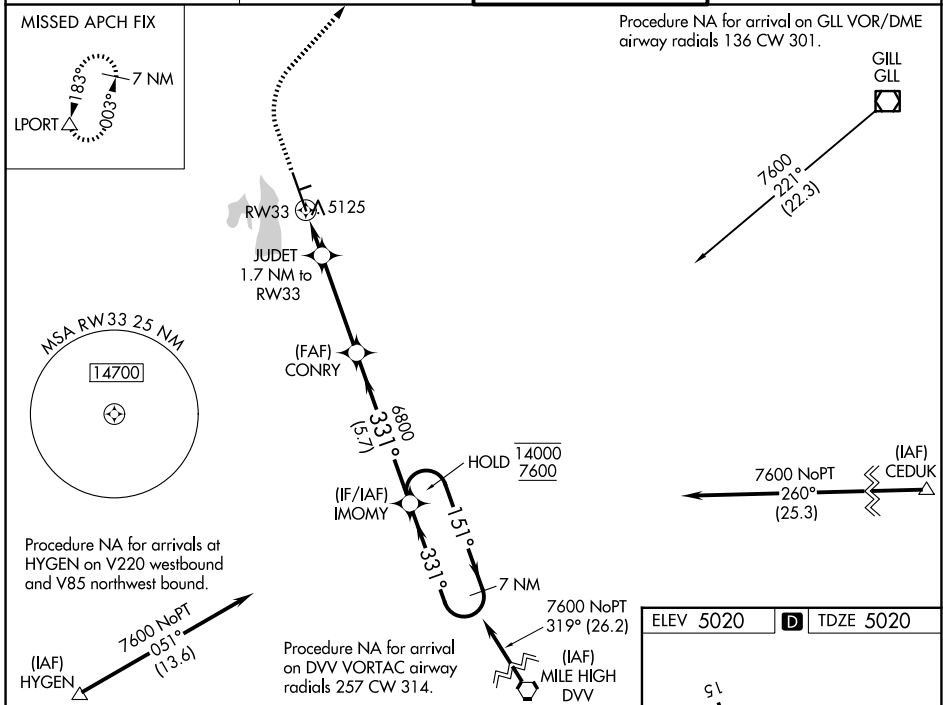 MISSED APCH FIX
183°
003°
7 NM
LPORT
Procedure NA for arrival on GLL VOR/DME
airway radials 136 CW 301.
GILL
GLL
7600
221°
(22.3)
RW33
5125
JUDET
1.7 NM to
RW33
MSA RW33 25 NM
14700
(FAF)
CONRY
6800
331°
(5.7)
HOLD
14000
7600
(IF/IAF)
IMOMY
151°
331°
7 NM
(IAF)
CEDUK
7600 NoPT
260°
(25.3)
Procedure NA for arrivals at
HYGEN on V220 westbound
and V85 northwest bound.
7600 NoPT
051°
(13.6)
(IAF)
HYGEN
Procedure NA for arrival
on DVV VORTAC airway
radials 257 CW 314.
7600 NoPT
319° (26.2)
(IAF)
MILE HIGH
DVV
ELEV 5020
D
TDZE 5020
15